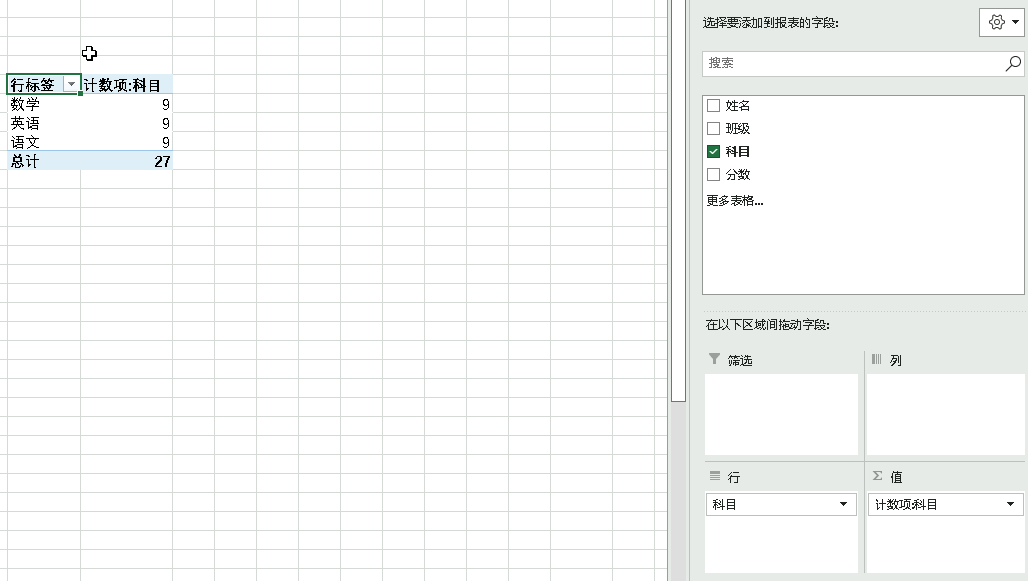 选择要添加到报表的字段:
搜索
行标签 计数项:科目
数学 9
英语 9
语文 9
总计 27
姓名
班级
科目
分数
更多表格...
在以下区域间拖动字段:
筛选 列
行 Σ 值
科目 计数项:科目